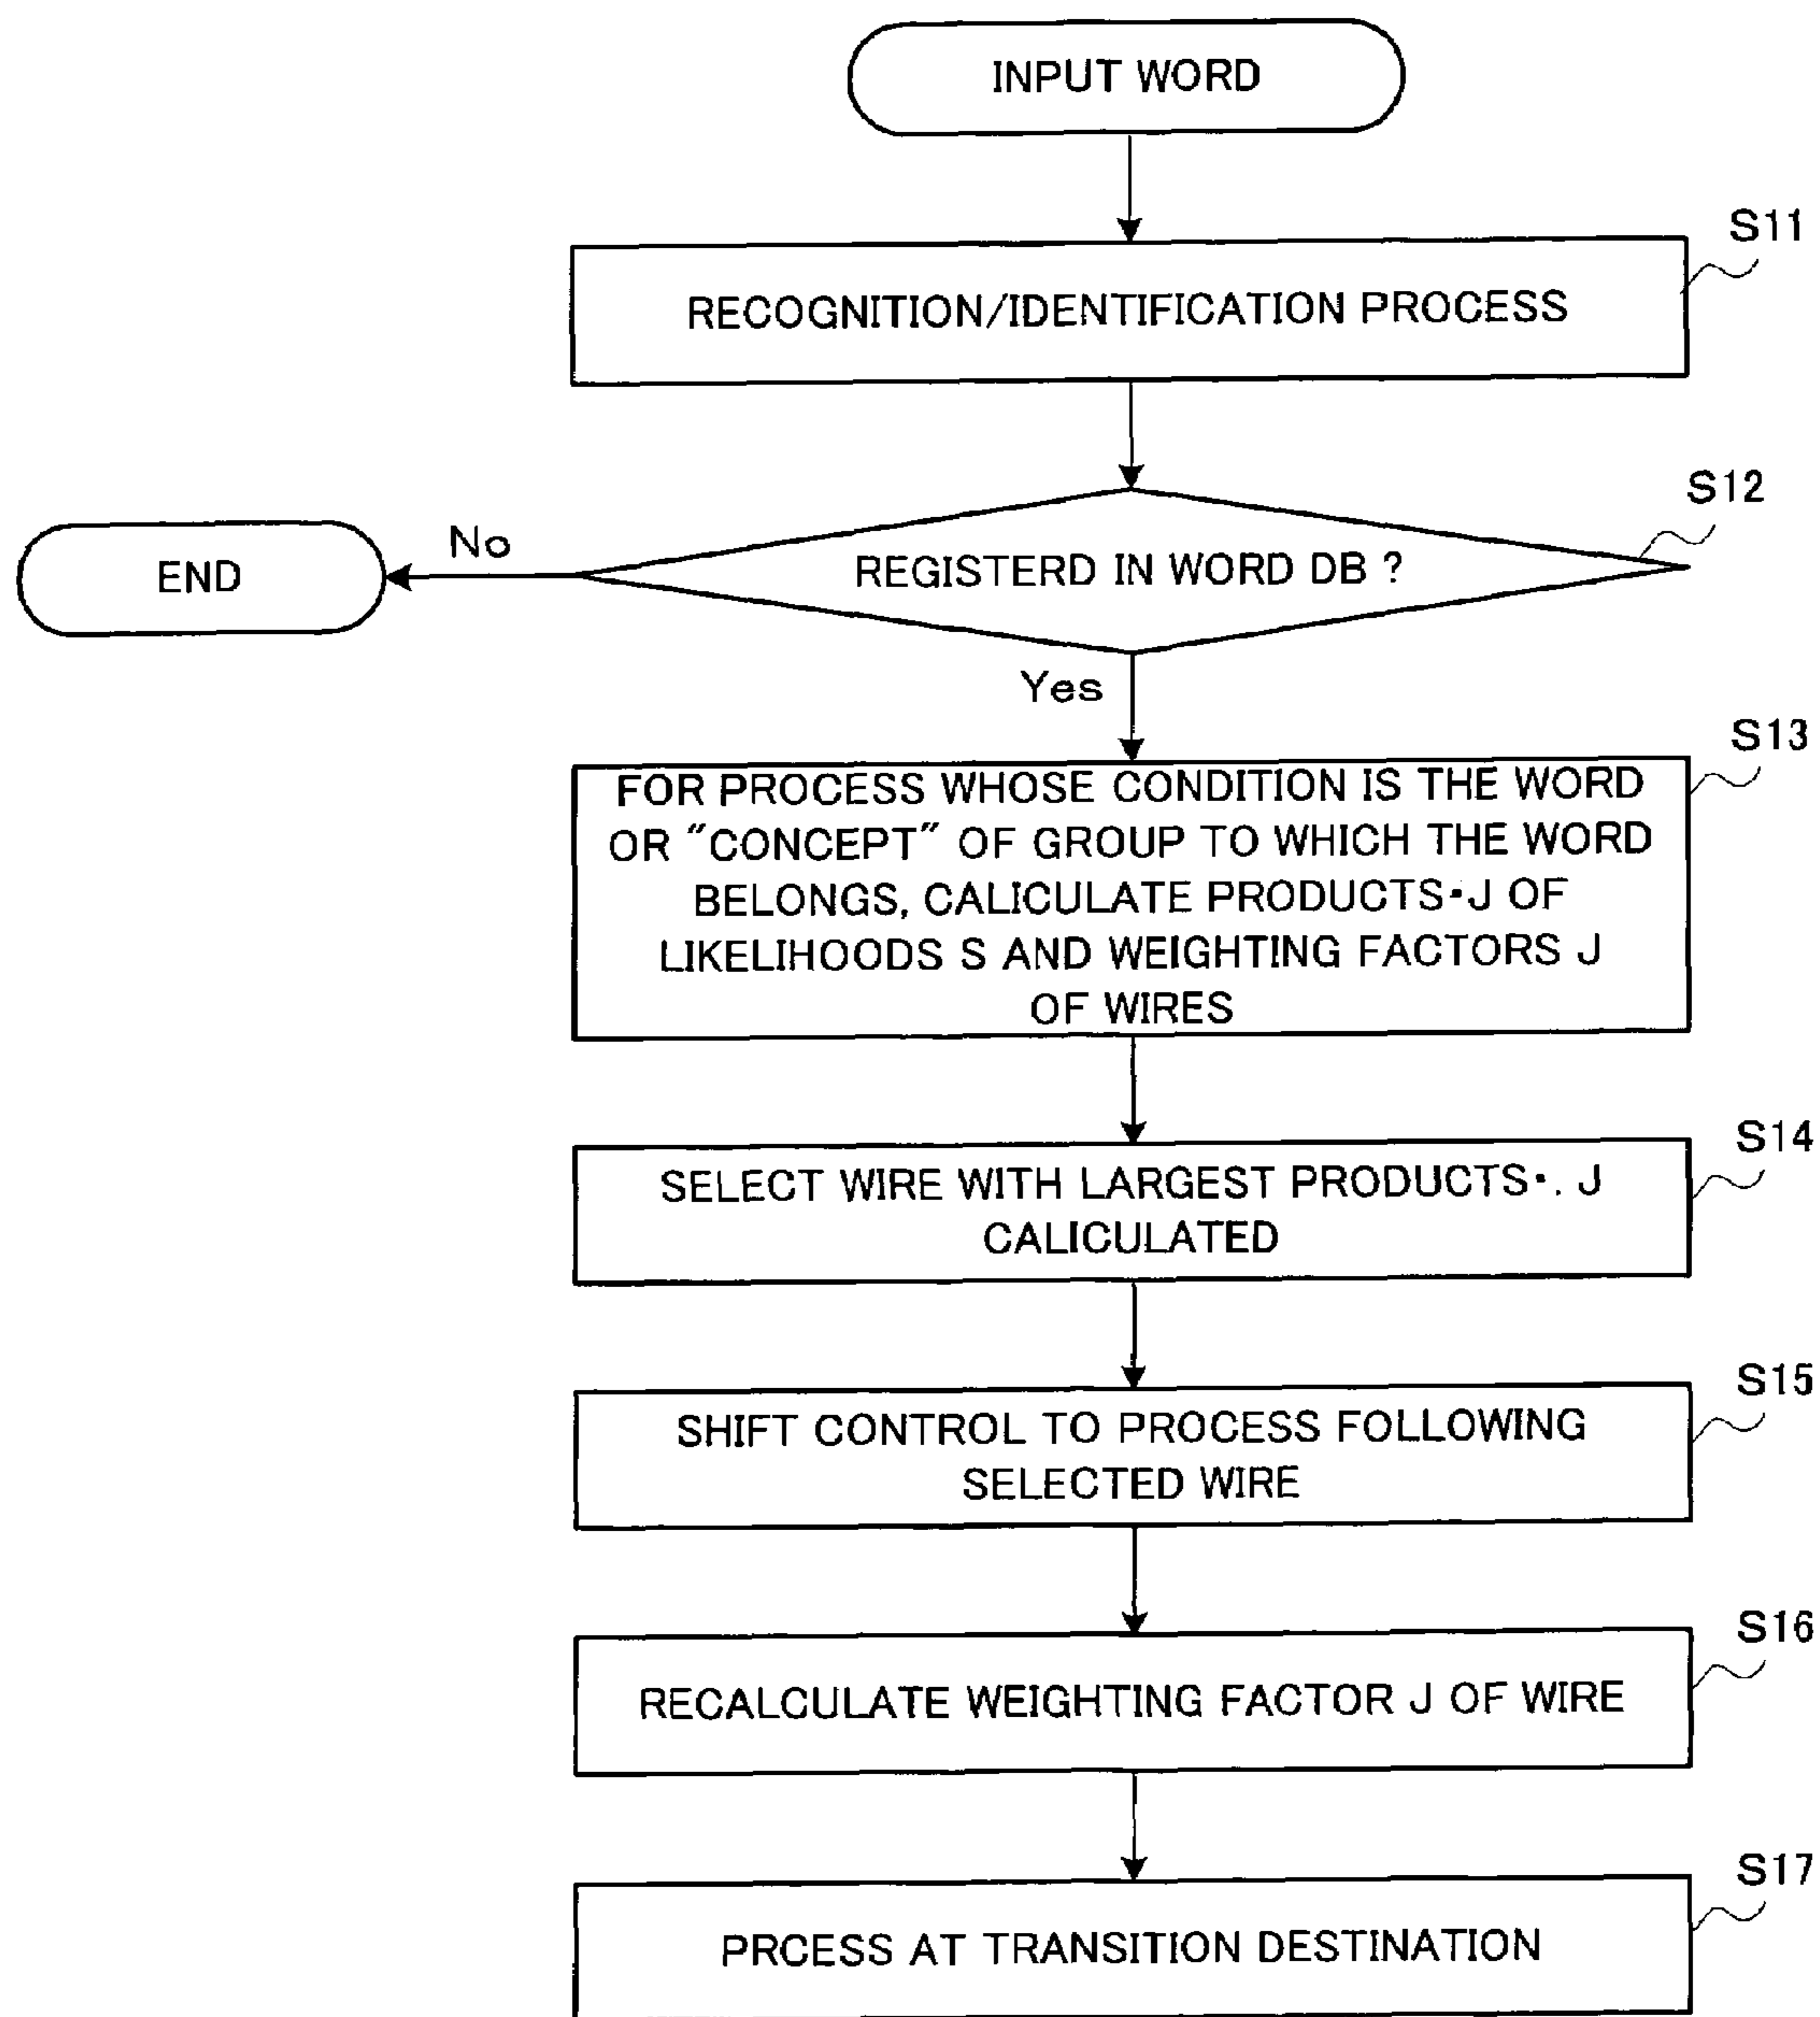 INPUT WORD
S11
RECOGNITION/IDENTIFICATION PROCESS
S12
REGISTERD IN WORD DB ?
No
END
Yes
S13
FOR PROCESS WHOSE CONDITION IS THE WORD
OR "CONCEPT" OF GROUP TO WHICH THE WORD
BELONGS, CALICULATE PRODUCTS・J OF
LIKELIHOODS S AND WEIGHTING FACTORS J
OF WIRES
S14
SELECT WIRE WITH LARGEST PRODUCTS・. J
CALICULATED
S15
SHIFT CONTROL TO PROCESS FOLLOWING
SELECTED WIRE
S16
RECALCULATE WEIGHTING FACTOR J OF WIRE
S17
PRCESS AT TRANSITION DESTINATION